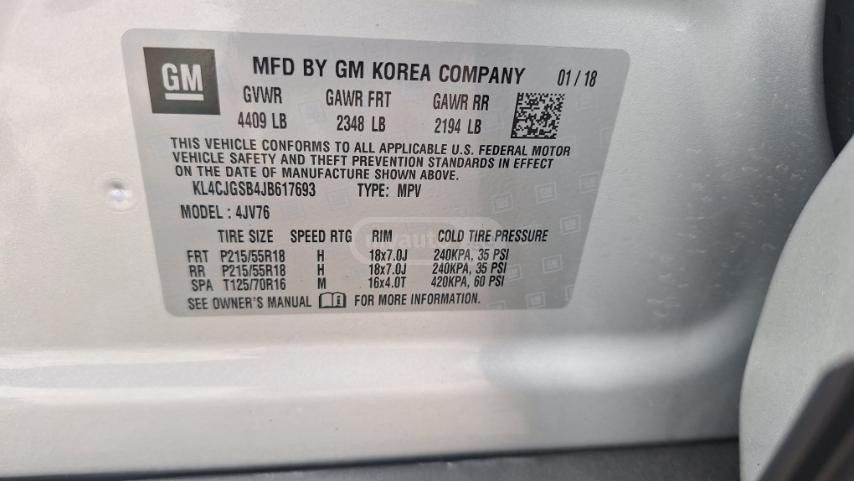 GM MFD BY GM KOREA COMPANY 01/18
GVWR GAWR FRT GAWR RR
4409 LB 2348 LB 2194 LB
THIS VEHICLE CONFORMS TO ALL APPLICABLE U.S. FEDERAL MOTOR
VEHICLE SAFETY AND THEFT PREVENTION STANDARDS IN EFFECT
ON THE DATE OF MANUFACTURE SHOWN ABOVE.
KL4CJGSB4JB617693 TYPE: MPV
MODEL: 4JV76
TIRE SIZE SPEED RTG RIM COLD TIRE PRESSURE
FRT P215/55R18 H 18x7.0J 240KPA, 35 PSI
RR P215/55R18 H 18x7.0J 240KPA, 35 PSI
SPA T125/70R16 M 16x4.0T 420KPA, 60 PSI
SEE OWNER'S MANUAL FOR MORE INFORMATION.